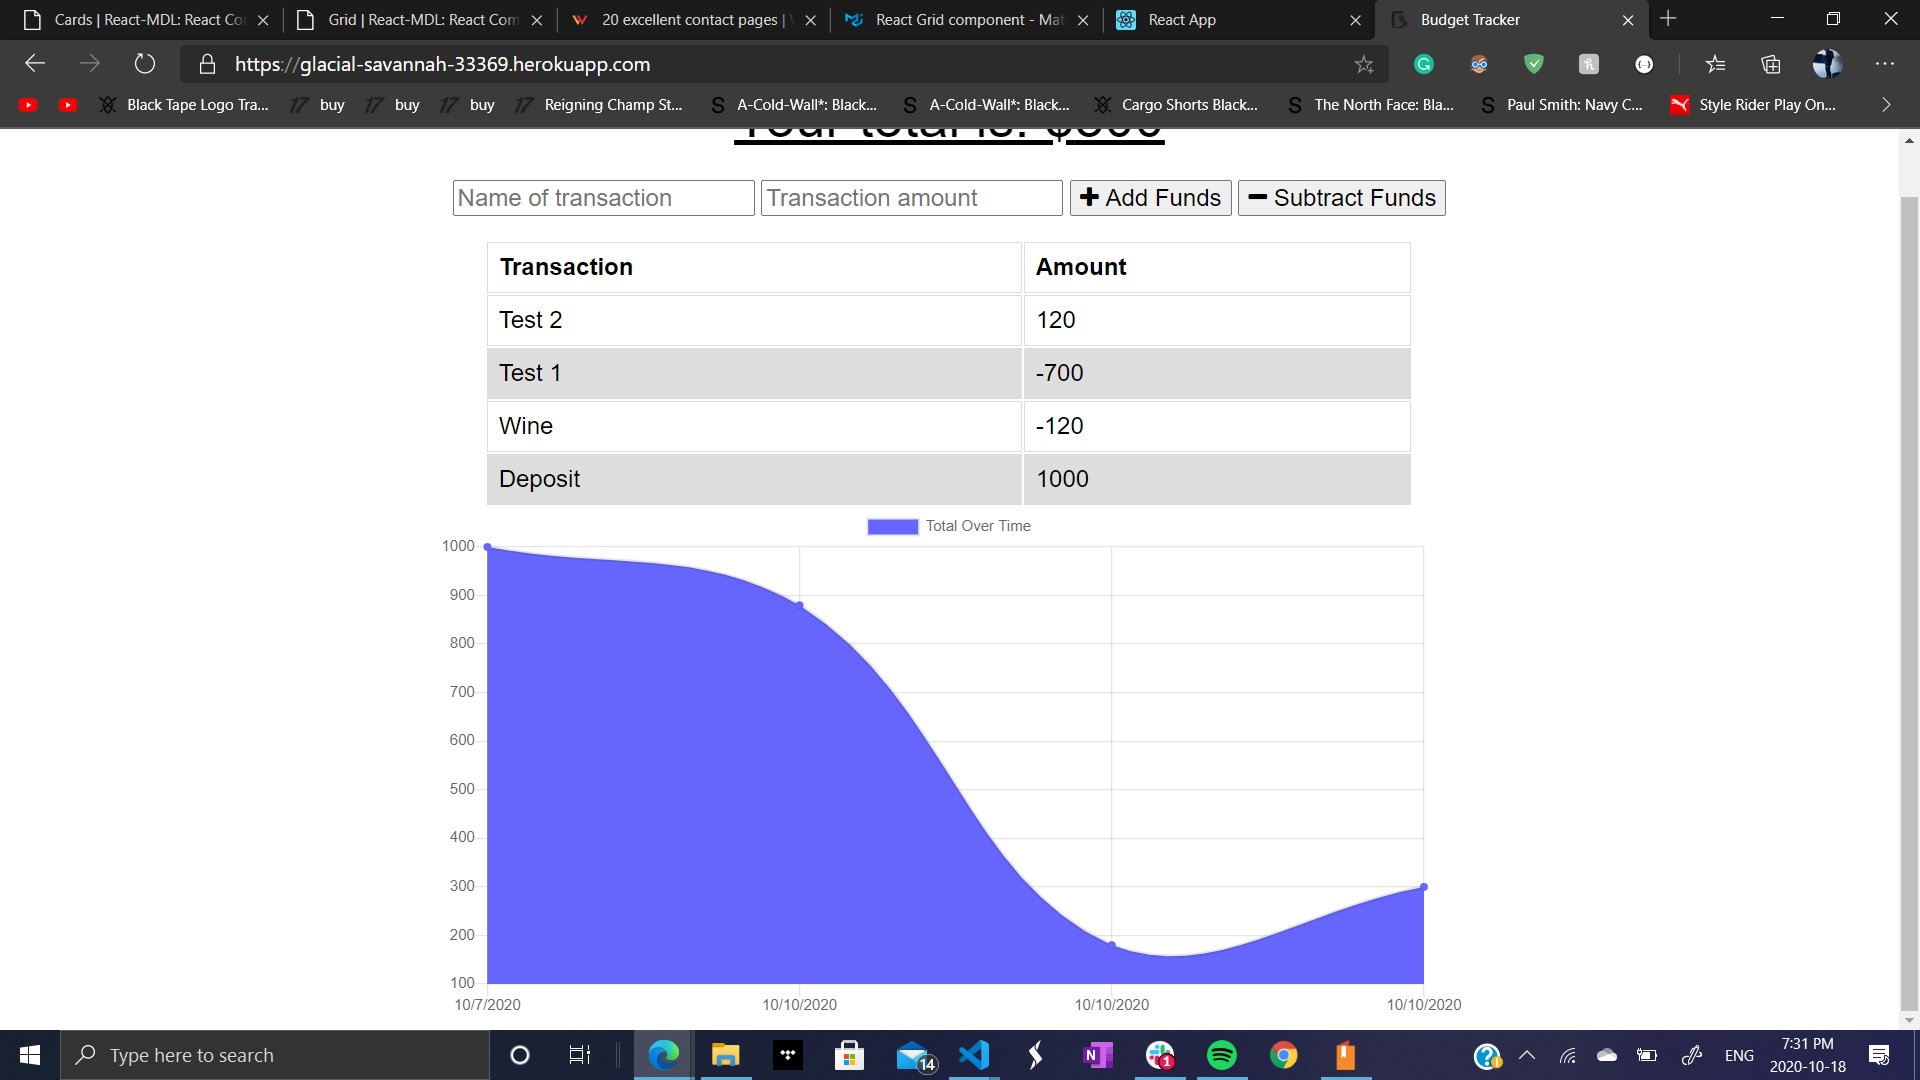 Cards | React-MDL: React Co
Grid | React-MDL: React Com
20 excellent contact pages |
React Grid component - Mat
React App
Budget Tracker
https://glacial-savannah-33369.herokuapp.com
Black Tape Logo Tra...
buy
buy
buy
Reigning Champ St...
A-Cold-Wall*: Black...
A-Cold-Wall*: Black...
Cargo Shorts Black...
The North Face: Bla...
Paul Smith: Navy C...
Style Rider Play On...
Your total is: $300
Name of transaction
Transaction amount
Add Funds
Subtract Funds
Transaction Amount
Test 2 120
Test 1 -700
Wine -120
Deposit 1000
Total Over Time
1000
900
800
700
600
500
400
300
200
100
10/7/2020 10/10/2020 10/10/2020 10/10/2020
Type here to search
14
1
ENG
7:31 PM
2020-10-18